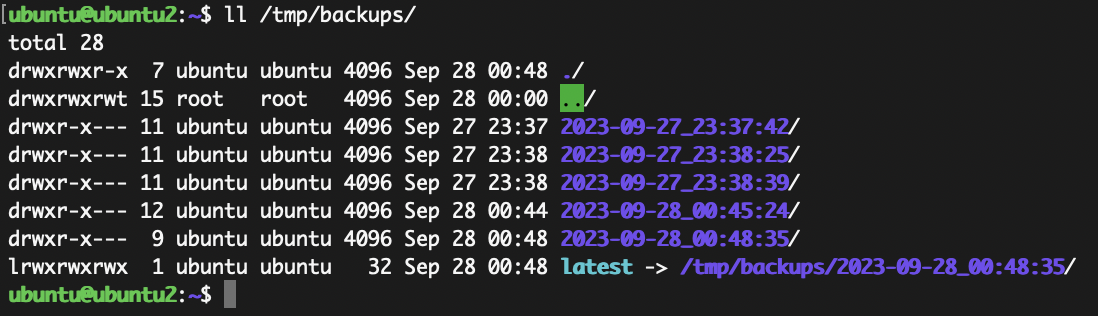 ubuntu@ubuntu2:~$ ll /tmp/backups/
total 28
drwxrwxr-x  7 ubuntu ubuntu 4096 Sep 28 00:48 ./
drwxrwxrwt 15 root   root   4096 Sep 28 00:00 ../
drwxr-x--- 11 ubuntu ubuntu 4096 Sep 27 23:37 2023-09-27_23:37:42/
drwxr-x--- 11 ubuntu ubuntu 4096 Sep 27 23:38 2023-09-27_23:38:25/
drwxr-x--- 11 ubuntu ubuntu 4096 Sep 27 23:38 2023-09-27_23:38:39/
drwxr-x--- 12 ubuntu ubuntu 4096 Sep 28 00:44 2023-09-28_00:45:24/
drwxr-x---  9 ubuntu ubuntu 4096 Sep 28 00:48 2023-09-28_00:48:35/
lrwxrwxrwx  1 ubuntu ubuntu   32 Sep 28 00:48 latest -> /tmp/backups/2023-09-28_00:48:35/
ubuntu@ubuntu2:~$